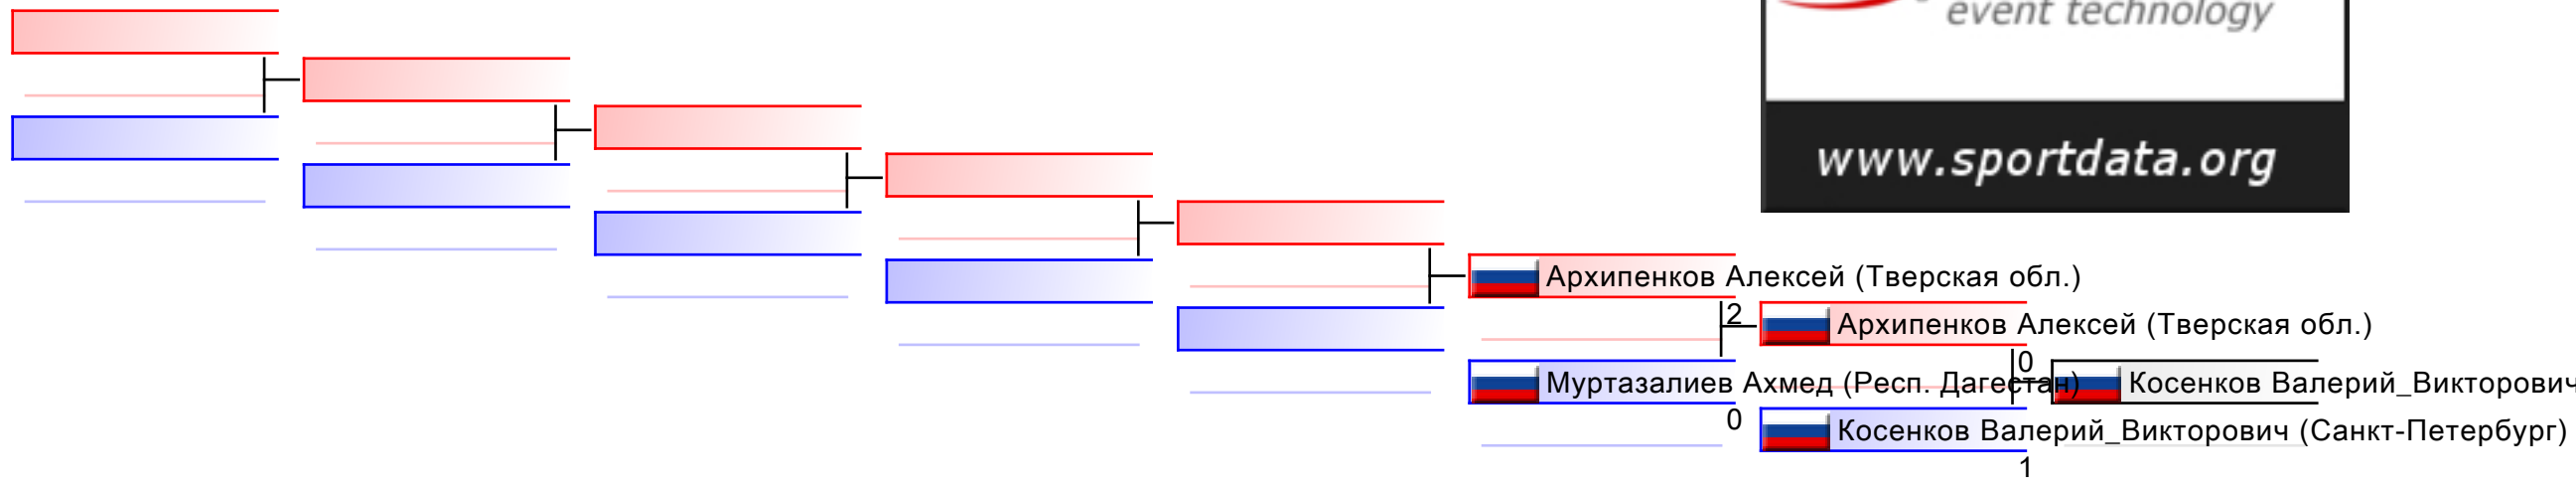 event technology
www.sportdata.org
Архипенков Алексей (Тверская обл.)
2
Архипенков Алексей (Тверская обл.)
0
Муртазалиев Ахмед (Респ. Дагестан)
Косенков Валерий_Викторович
0
Косенков Валерий_Викторович (Санкт-Петербург)
1